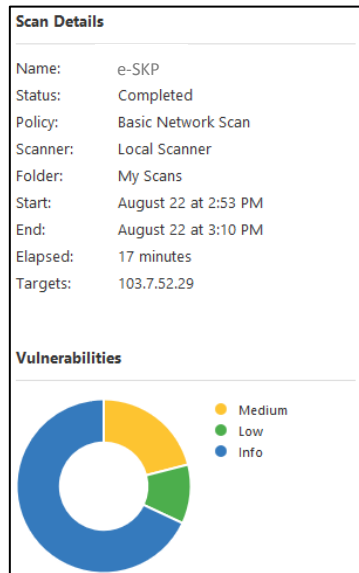 Scan Details
Name: e-SKP
Status: Completed
Policy: Basic Network Scan
Scanner: Local Scanner
Folder: My Scans
Start: August 22 at 2:53 PM
End: August 22 at 3:10 PM
Elapsed: 17 minutes
Targets: 103.7.52.29
Vulnerabilities
Medium
Low
Info